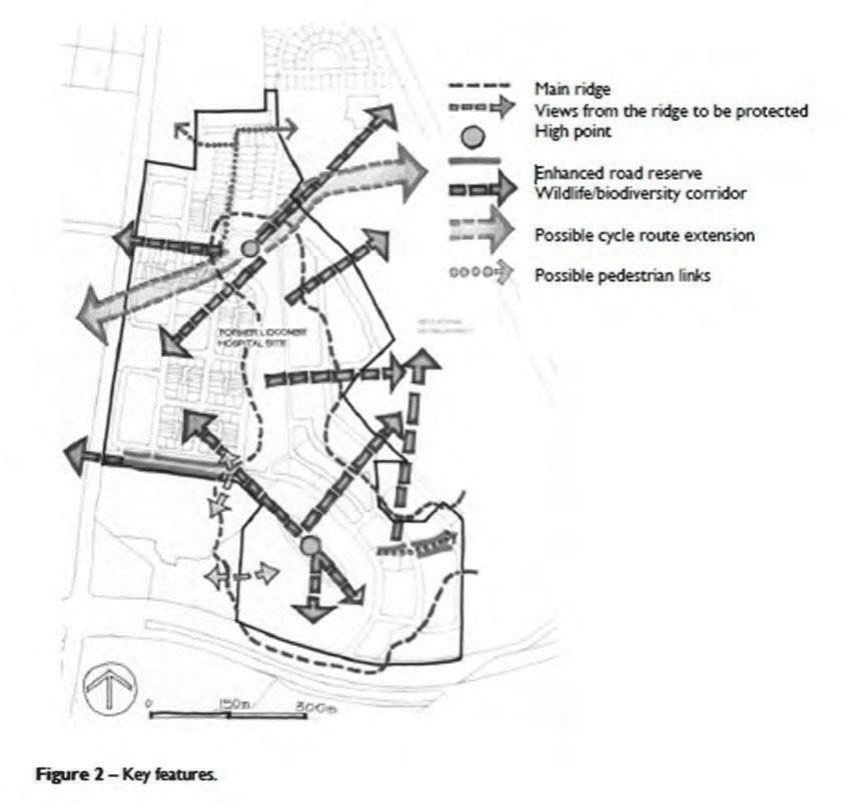 Main ridge
Views from the ridge to be protected
High point
Enhanced road reserve
Wildlife/biodiversity corridor
Possible cycle route extension
Possible pedestrian links
FORMER LIDCOMBE
HOSPITAL SITE
0 150m 300m
Figure 2 – Key features.